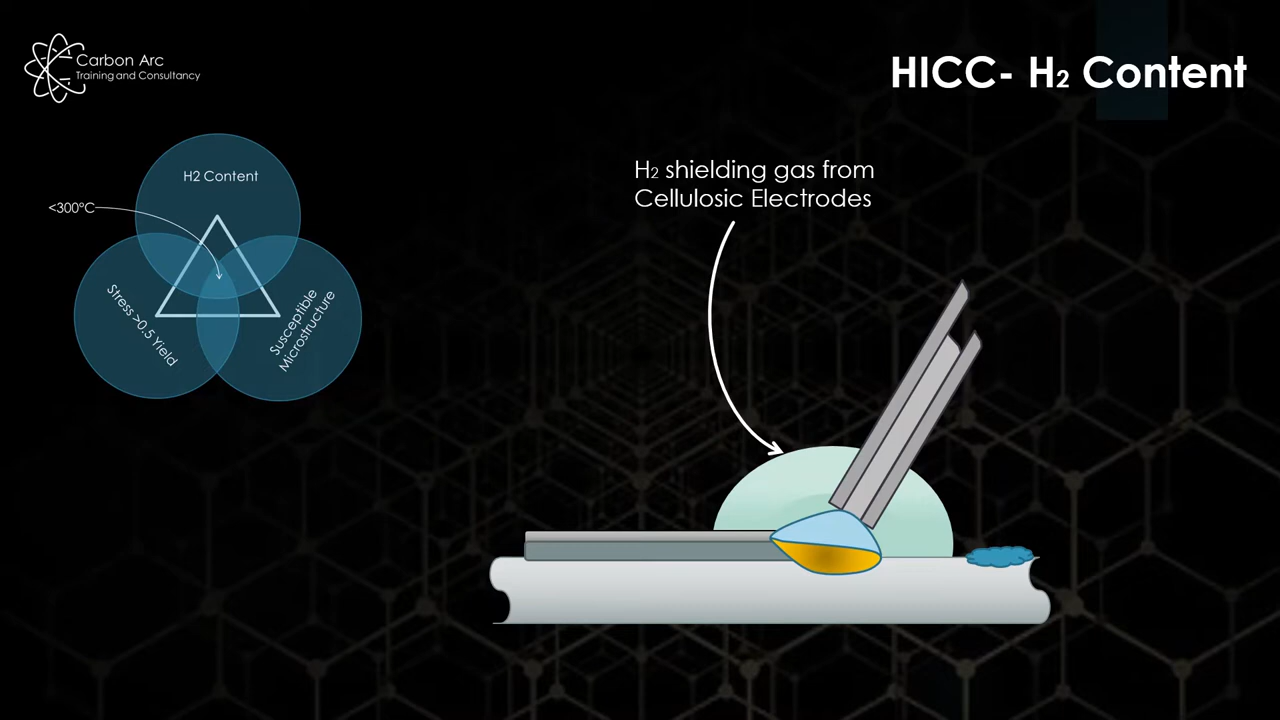 Carbon Arc
Training and Consultancy
HICC- H2 Content
H2 Content
<300°C
Stress >0.5 Yield
Susceptible
Microstructure
H2 shielding gas from
Cellulosic Electrodes